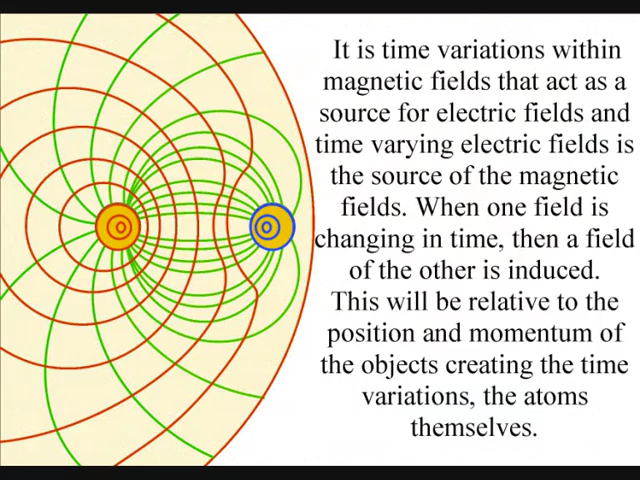 It is time variations within
magnetic fields that act as a
source for electric fields and
time varying electric fields is
the source of the magnetic
fields. When one field is
changing in time, then a field
of the other is induced.
This will be relative to the
position and momentum of
the objects creating the time
variations, the atoms
themselves.